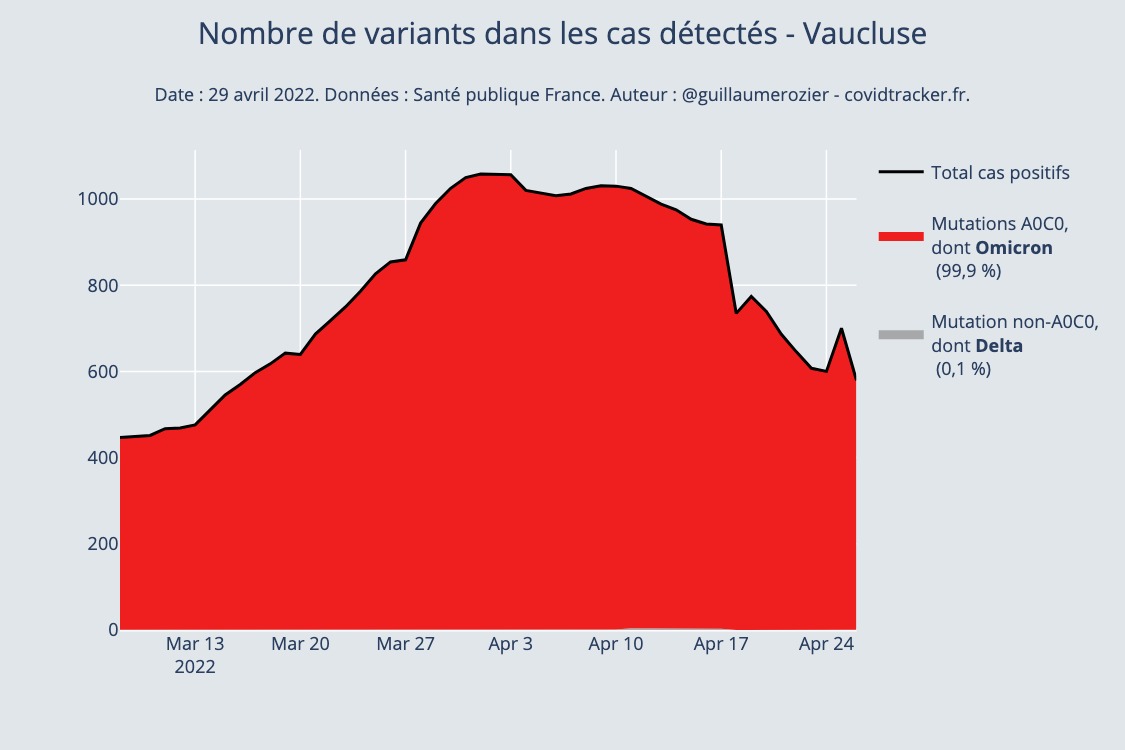 Nombre de variants dans les cas détectés - Vaucluse
Date : 29 avril 2022. Données : Santé publique France. Auteur : @guillaumerozier - covidtracker.fr.
Total cas positifs
Mutations A0C0,
dont Omicron
(99,9 %)
Mutation non-A0C0,
dont Delta
(0,1 %)
1000
800
600
400
200
0
Mar 13
2022
Mar 20
Mar 27
Apr 3
Apr 10
Apr 17
Apr 24